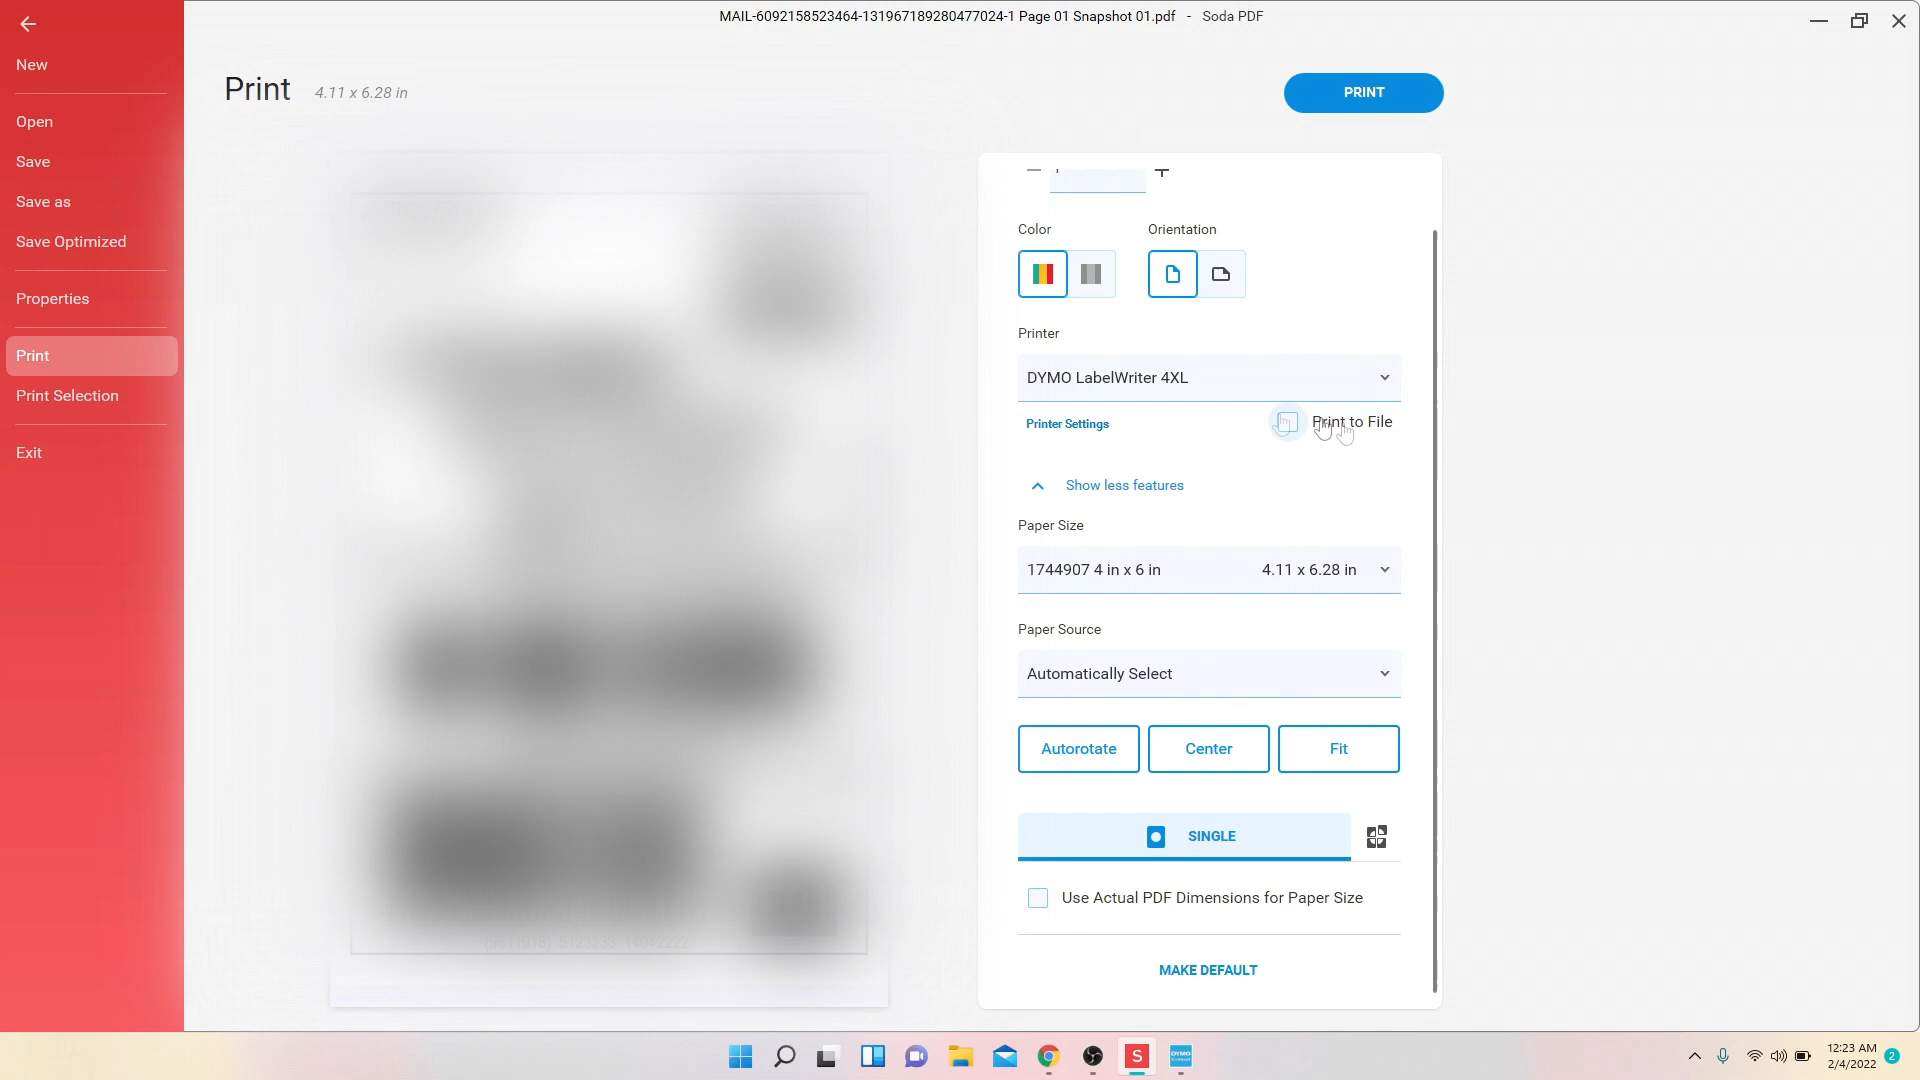 MAIL-6092158523464-131967189280477024-1 Page 01 Snapshot 01.pdf - Soda PDF
New
Open
Save
Save as
Save Optimized
Properties
Print
Print Selection
Exit
Print 4.11 x 6.28 in
PRINT
Color
Orientation
Printer
DYMO LabelWriter 4XL
Printer Settings
Print to File
Show less features
Paper Size
1744907 4 in x 6 in 4.11 x 6.28 in
Paper Source
Automatically Select
Autorotate
Center
Fit
SINGLE
Use Actual PDF Dimensions for Paper Size
MAKE DEFAULT
S
DYMO
12:23 AM
2/4/2022
2